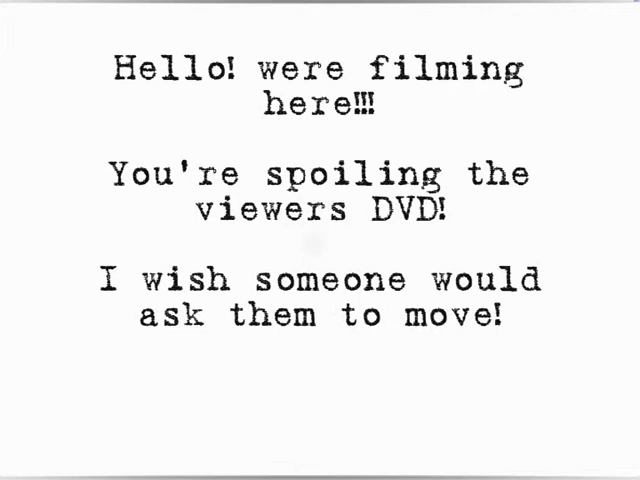 Hello! were filming
here!!!
You're spoiling the
viewers DVD!
I wish someone would
ask them to move!